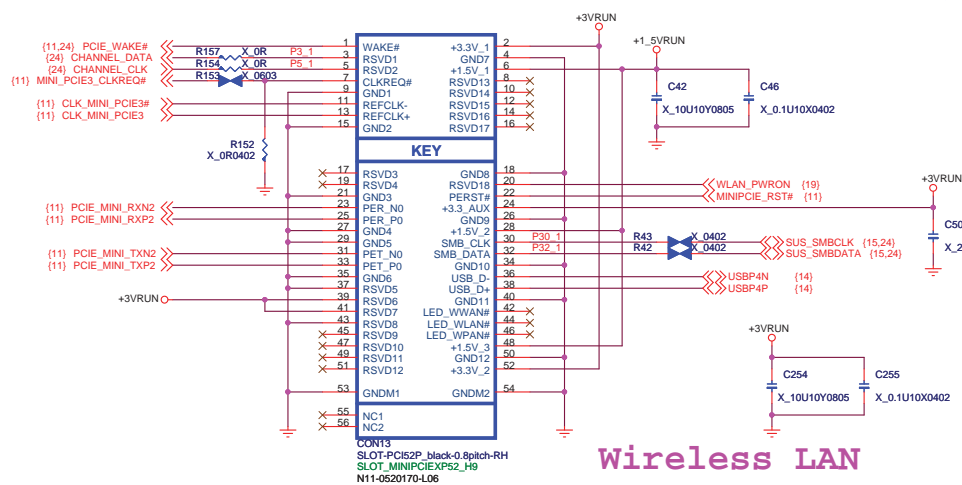 +3VRUN
{11,24} PCIE_WAKE#
{24} CHANNEL_DATA
{24} CHANNEL_CLK
{11} MINI_PCIE3_CLKREQ#
{11} CLK_MINI_PCIE3#
{11} CLK_MINI_PCIE3
R157 X_0R P3_1
R154 X_0R P5_1
R153 X_0603
R152
X_0R0402
1 WAKE# +3.3V_1 2
3 RSVD1 GND7 4
5 RSVD2 +1.5V_1 6
7 CLKREQ# RSVD13 8
9 GND1 RSVD14 10
11 REFCLK- RSVD15 12
13 REFCLK+ RSVD16 14
15 GND2 RSVD17 16
KEY
17 RSVD3 GND8 18
19 RSVD4 RSVD18 20
21 GND3 PERST# 22
23 PER_N0 +3.3_AUX 24
25 PER_P0 GND9 26
27 GND4 +1.5V_2 28
29 GND5 SMB_CLK 30
31 PET_N0 SMB_DATA 32
33 PET_P0 GND10 34
35 GND6 USB_D- 36
37 RSVD5 USB_D+ 38
39 RSVD6 GND11 40
41 RSVD7 LED_WWAN# 42
43 RSVD8 LED_WLAN# 44
45 RSVD9 LED_WPAN# 46
47 RSVD10 +1.5V_3 48
49 RSVD11 GND12 50
51 RSVD12 +3.3V_2 52
53 GNDM1 GNDM2 54
55 NC1
56 NC2
CON13
SLOT-PCI52P_black-0.8pitch-RH
SLOT_MINIPCIEXP52_H9
N11-0520170-L06
{11} PCIE_MINI_RXN2
{11} PCIE_MINI_RXP2
{11} PCIE_MINI_TXN2
{11} PCIE_MINI_TXP2
+3VRUN
+1_5VRUN
C42
X_10U10Y0805
C46
X_0.1U10X0402
WLAN_PWRON {19}
MINIPCIE_RST# {11}
+3VRUN
C50
X_2
P30_1 R43 X_0402 SUS_SMBCLK {15,24}
P32_1 R42 X_0402 SUS_SMBDATA {15,24}
USBP4N {14}
USBP4P {14}
+3VRUN
C254
X_10U10Y0805
C255
X_0.1U10X0402
Wireless LAN